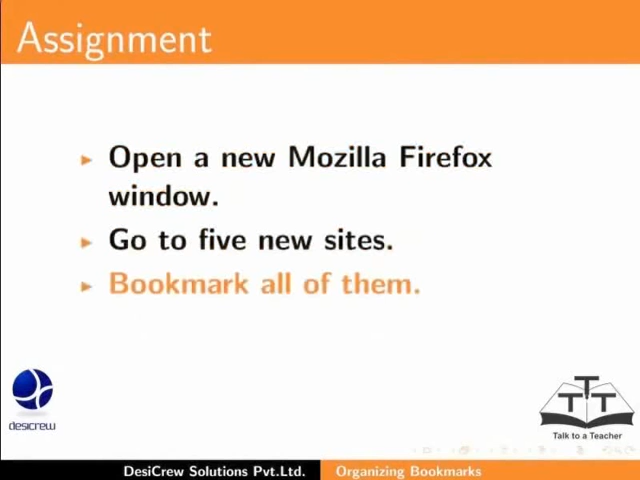 Assignment
Open a new Mozilla Firefox
window.
Go to five new sites.
Bookmark all of them.
desicrew
TTT
Talk to a Teacher
DesiCrew Solutions Pvt.Ltd. Organizing Bookmarks